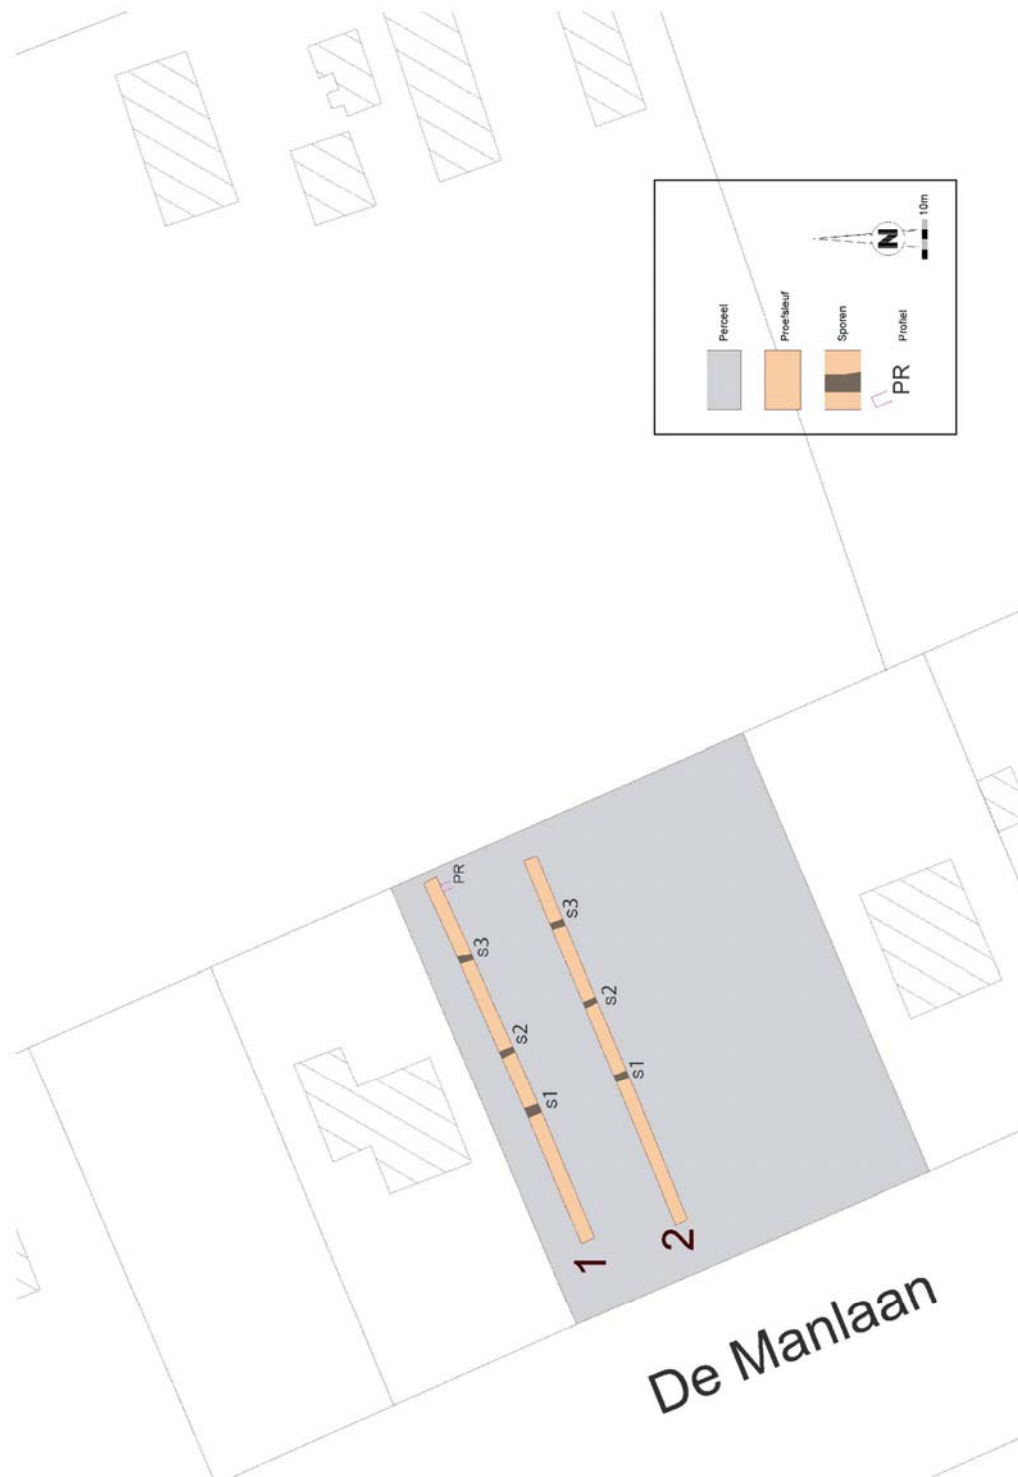 Perceel
Proefsleuf
Sporen
PR
Profiel
N
10m
1
s1
s2
s3
PR
2
s1
s2
s3
De Manlaan